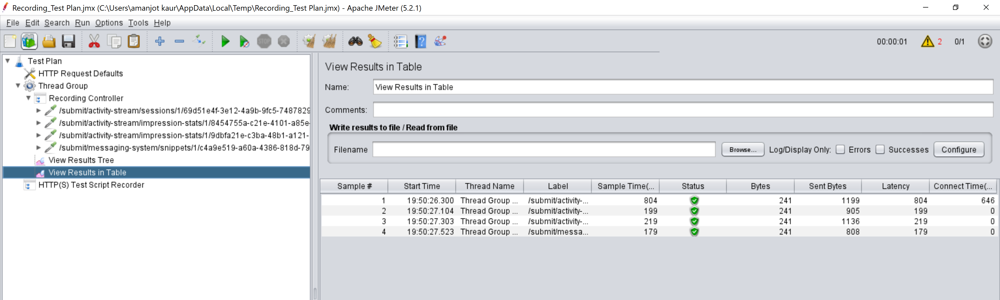 Recording_Test Plan.jmx (C:\Users\amanjot kaur\AppData\Local\Temp\Recording_Test Plan.jmx) - Apache JMeter (5.2.1)
File Edit Search Run Options Tools Help
STOP
00:00:01 2 0/1
Test Plan
HTTP Request Defaults
Thread Group
Recording Controller
/submit/activity-stream/sessions/1/69d51e4f-3e12-4a9b-9fc5-7487829
/submit/activity-stream/impression-stats/1/8454755a-c21e-4101-a85e-
/submit/activity-stream/impression-stats/1/9dbfa21e-c3ba-48b1-a121-
/submit/messaging-system/snippets/1/c4a9e519-a60a-4386-818d-79
View Results Tree
View Results in Table
HTTP(S) Test Script Recorder
View Results in Table
Name: View Results in Table
Comments:
Write results to file / Read from file
Filename Browse... Log/Display Only: Errors Successes Configure
Sample # Start Time Thread Name Label Sample Time(... Status Bytes Sent Bytes Latency Connect Time(...
1 19:50:26.300 Thread Group ... /submit/activity-... 804 241 1199 804 646
2 19:50:27.104 Thread Group ... /submit/activity-... 199 241 905 199 0
3 19:50:27.303 Thread Group ... /submit/activity-... 219 241 1136 219 0
4 19:50:27.523 Thread Group ... /submit/messa... 179 241 808 179 0